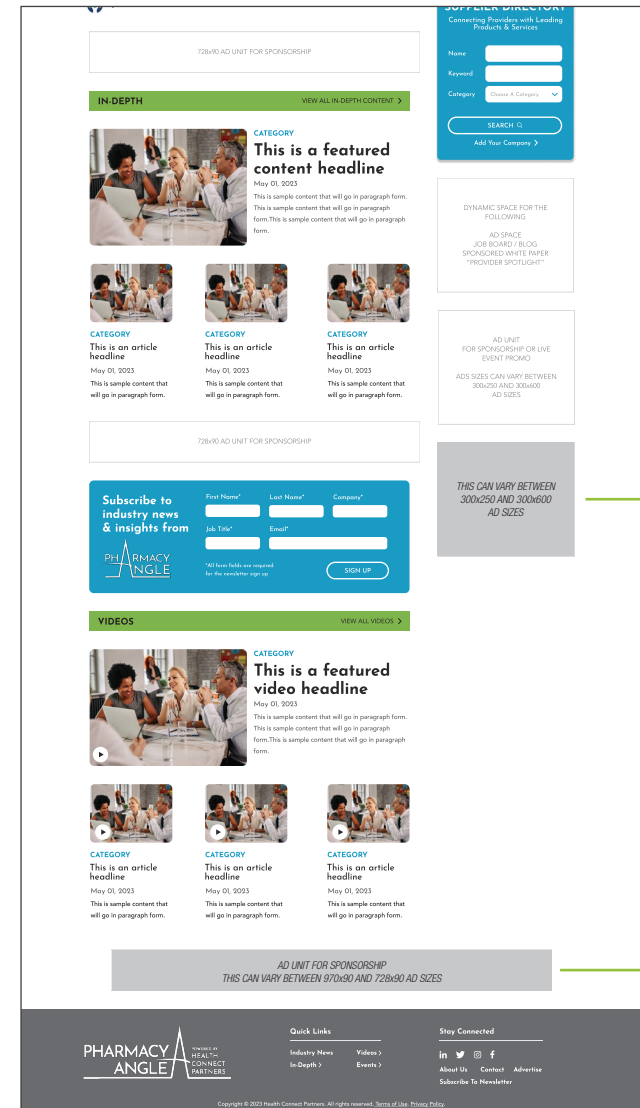 SUPPLIER DIRECTORY
Connecting Providers with Leading
Products & Services
Name
Keyword
Category
Choose A Category
SEARCH
Add Your Company
728x90 AD UNIT FOR SPONSORSHIP
IN-DEPTH
VIEW ALL IN-DEPTH CONTENT
CATEGORY
This is a featured
content headline
May 01, 2023
This is sample content that will go in paragraph form.
This is sample content that will go in paragraph
form.This is sample content that will go in paragraph
form.
CATEGORY
This is an article
headline
May 01, 2023
This is sample content that
will go in paragraph form.
CATEGORY
This is an article
headline
May 01, 2023
This is sample content that
will go in paragraph form.
CATEGORY
This is an article
headline
May 01, 2023
This is sample content that
will go in paragraph form.
DYNAMIC SPACE FOR THE
FOLLOWING
AD SPACE
JOB BOARD / BLOG
SPONSORED WHITE PAPER
"PROVIDER SPOTLIGHT"
AD UNIT
FOR SPONSORSHIP OR LIVE
EVENT PROMO
ADS SIZES CAN VARY BETWEEN
300x250 AND 300x600
AD SIZES
728x90 AD UNIT FOR SPONSORSHIP
THIS CAN VARY BETWEEN
300x250 AND 300x600
AD SIZES
Subscribe to
industry news
& insights from
PHARMACY
ANGLE
First Name*
Last Name*
Company*
Job Title*
Email*
*All form fields are required
for the newsletter sign up
SIGN UP
VIDEOS
VIEW ALL VIDEOS
CATEGORY
This is a featured
video headline
May 01, 2023
This is sample content that will go in paragraph form.
This is sample content that will go in paragraph
form.This is sample content that will go in paragraph
form.
CATEGORY
This is an article
headline
May 01, 2023
This is sample content that
will go in paragraph form.
CATEGORY
This is an article
headline
May 01, 2023
This is sample content that
will go in paragraph form.
CATEGORY
This is an article
headline
May 01, 2023
This is sample content that
will go in paragraph form.
AD UNIT FOR SPONSORSHIP
THIS CAN VARY BETWEEN 970x90 AND 728x90 AD SIZES
PHARMACY
ANGLE
POWERED BY
HEALTH
CONNECT
PARTNERS
Quick Links
Industry News
Videos
In-Depth
Events
Stay Connected
About Us
Contact
Advertise
Subscribe To Newsletter
Copyright © 2023 Health Connect Partners. All rights reserved. Terms of Use. Privacy Policy.